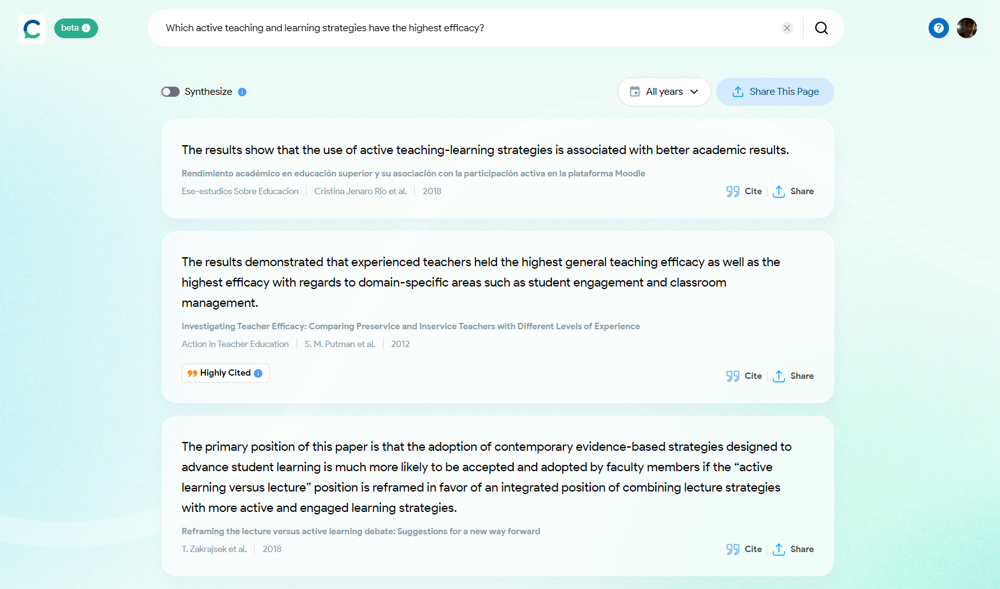 beta
Which active teaching and learning strategies have the highest efficacy?
Synthesize
All years
Share This Page
The results show that the use of active teaching-learning strategies is associated with better academic results.
Rendimiento académico en educación superior y su asociación con la participación activa en la plataforma Moodle
Ese-estudios Sobre Educacion
Cristina Jenaro Río et al.
2018
Cite
Share
The results demonstrated that experienced teachers held the highest general teaching efficacy as well as the
highest efficacy with regards to domain-specific areas such as student engagement and classroom
management.
Investigating Teacher Efficacy: Comparing Preservice and Inservice Teachers with Different Levels of Experience
Action in Teacher Education
S. M. Putman et al.
2012
Highly Cited
Cite
Share
The primary position of this paper is that the adoption of contemporary evidence-based strategies designed to
advance student learning is much more likely to be accepted and adopted by faculty members if the “active
learning versus lecture” position is reframed in favor of an integrated position of combining lecture strategies
with more active and engaged learning strategies.
Reframing the lecture versus active learning debate: Suggestions for a new way forward
T. Zakrajsek et al.
2018
Cite
Share